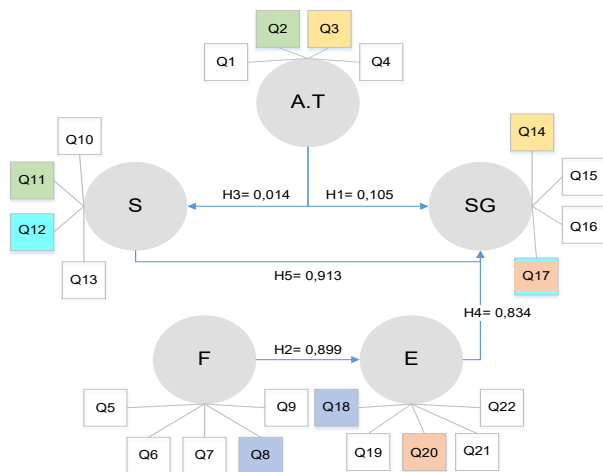 Q2
Q3
Q1
Q4
A.T
Q10
Q14
Q11
Q15
S
H3= 0,014
H1= 0,105
SG
Q12
Q16
Q13
Q17
H5= 0,913
H4= 0,834
F
H2= 0,899
E
Q5
Q9
Q18
Q22
Q6
Q7
Q8
Q19
Q20
Q21